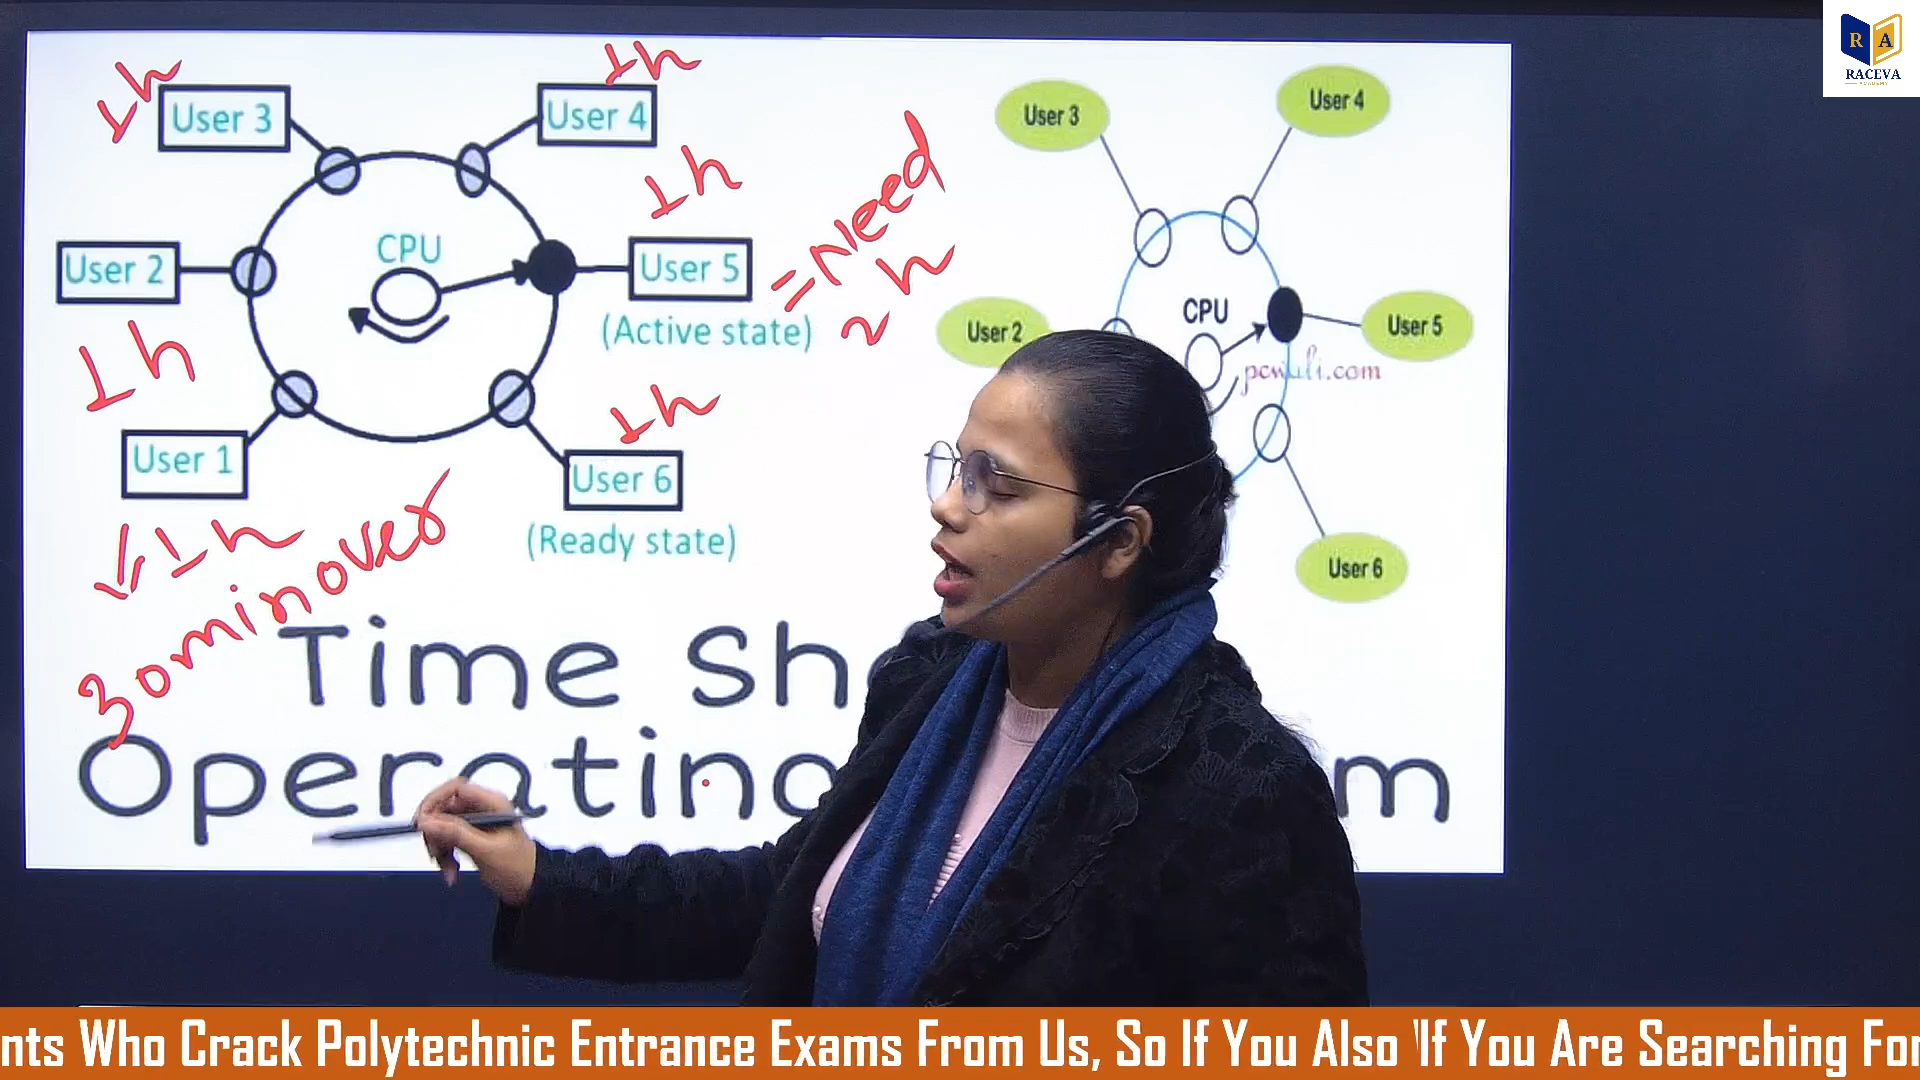 1h
User 3
1h
User 4
User 3
User 4
1h
=Need
2h
CPU
User 2
User 5
(Active state)
User 2
CPU
User 5
1h
1h
User 1
User 6
(Ready state)
1h
30 min over
User 6
Time Sh
Operating
m
R A
RACEVA
ACADEMY
nts Who Crack Polytechnic Entrance Exams From Us, So If You Also If You Are Searching For